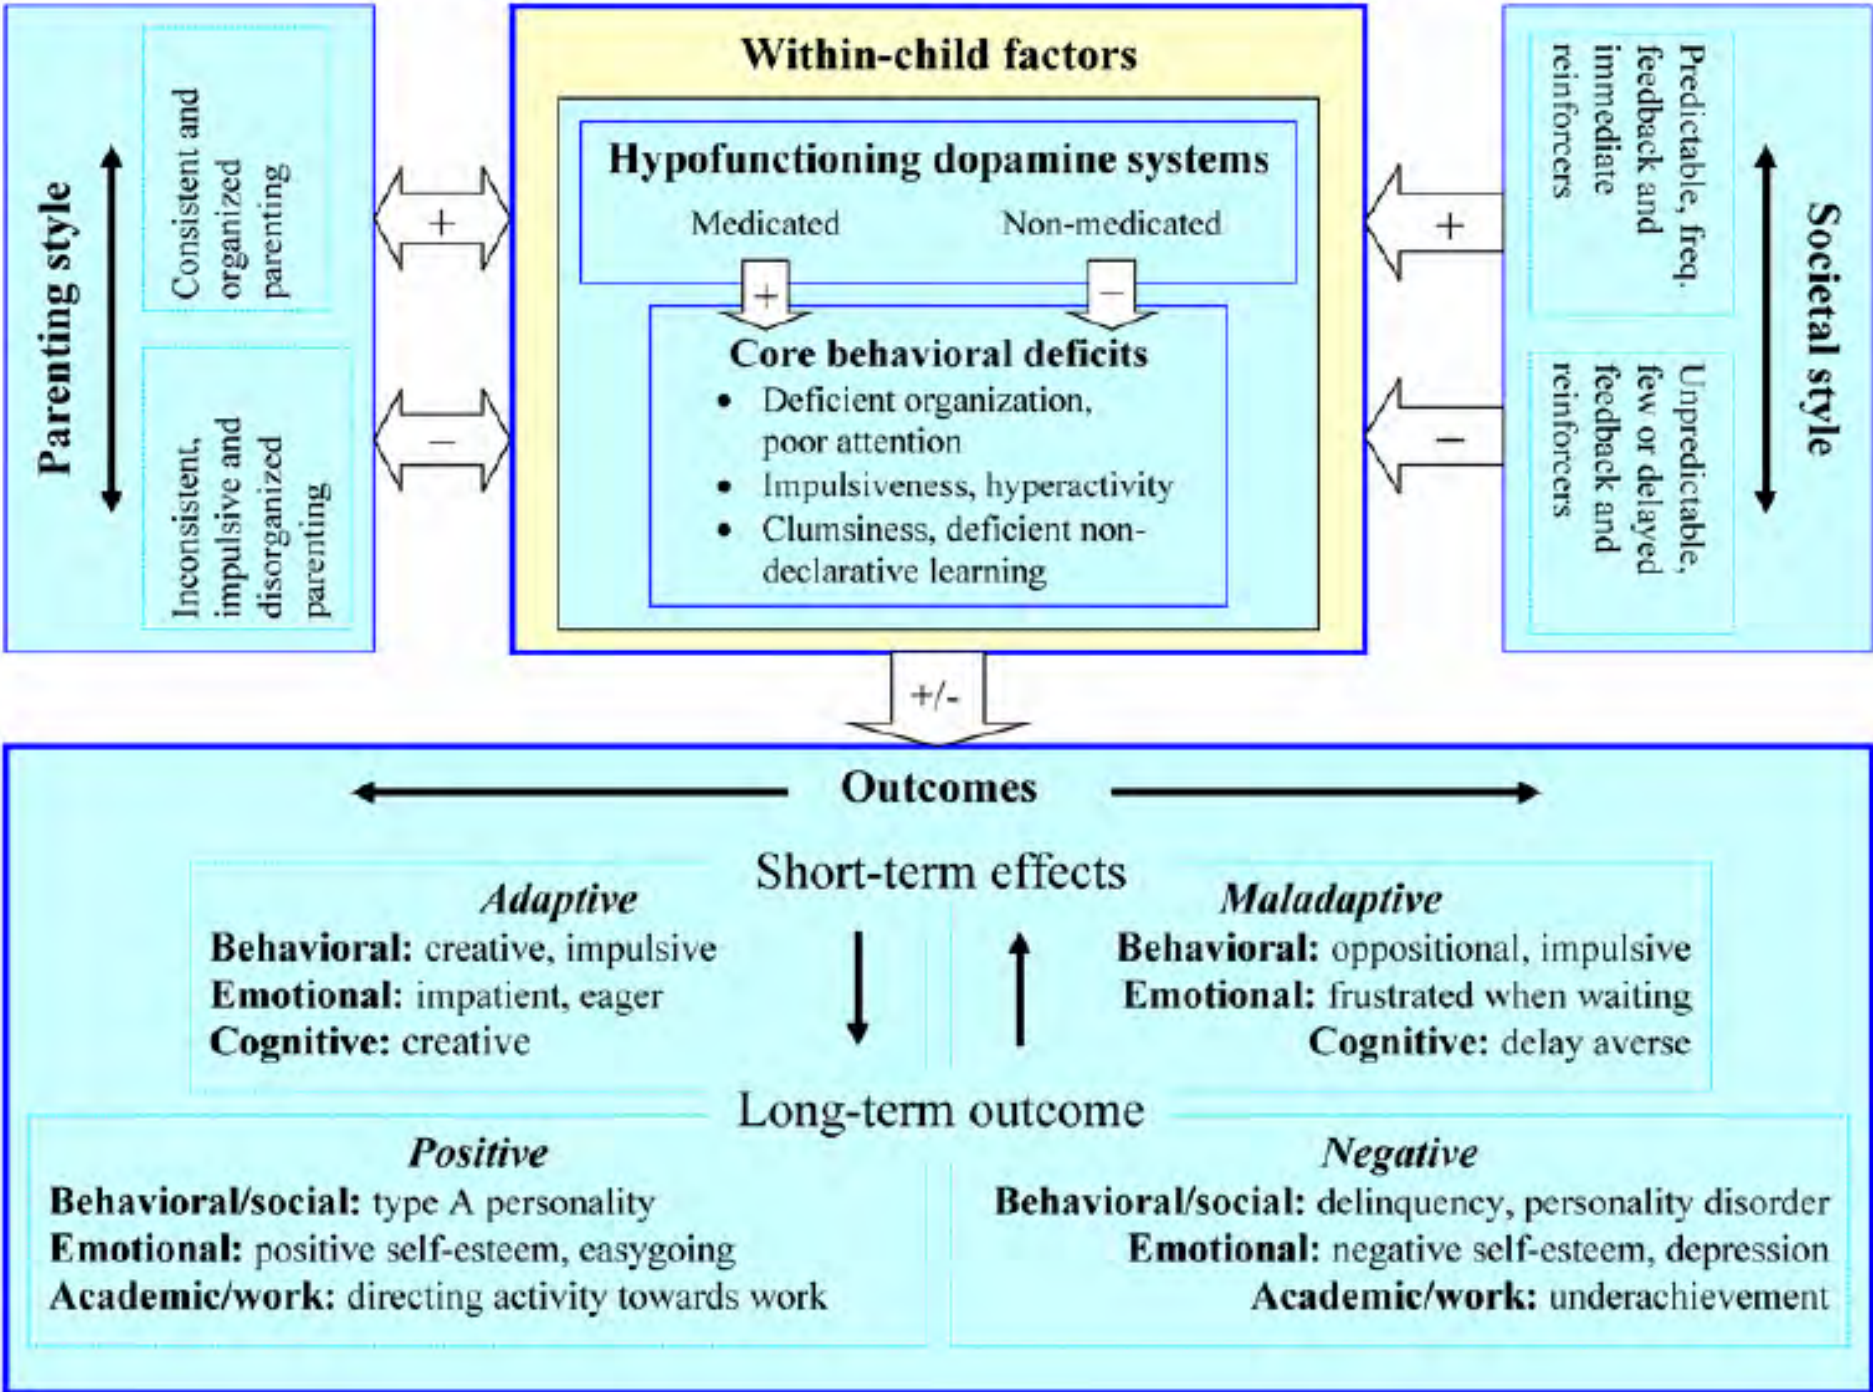 Parenting style
Consistent and
organized
parenting
Inconsistent,
impulsive and
disorganized
parenting
+
−
Within-child factors
Hypofunctioning dopamine systems
Medicated
Non-medicated
+
−
Core behavioral deficits
• Deficient organization,
poor attention
• Impulsiveness, hyperactivity
• Clumsiness, deficient non-
declarative learning
+
−
Predictable, freq.
feedback and
immediate
reinforcers
Unpredictable,
few or delayed
feedback and
reinforcers
Societal style
+/-
Outcomes
Short-term effects
Adaptive
Behavioral: creative, impulsive
Emotional: impatient, eager
Cognitive: creative
Maladaptive
Behavioral: oppositional, impulsive
Emotional: frustrated when waiting
Cognitive: delay averse
Long-term outcome
Positive
Behavioral/social: type A personality
Emotional: positive self-esteem, easygoing
Academic/work: directing activity towards work
Negative
Behavioral/social: delinquency, personality disorder
Emotional: negative self-esteem, depression
Academic/work: underachievement